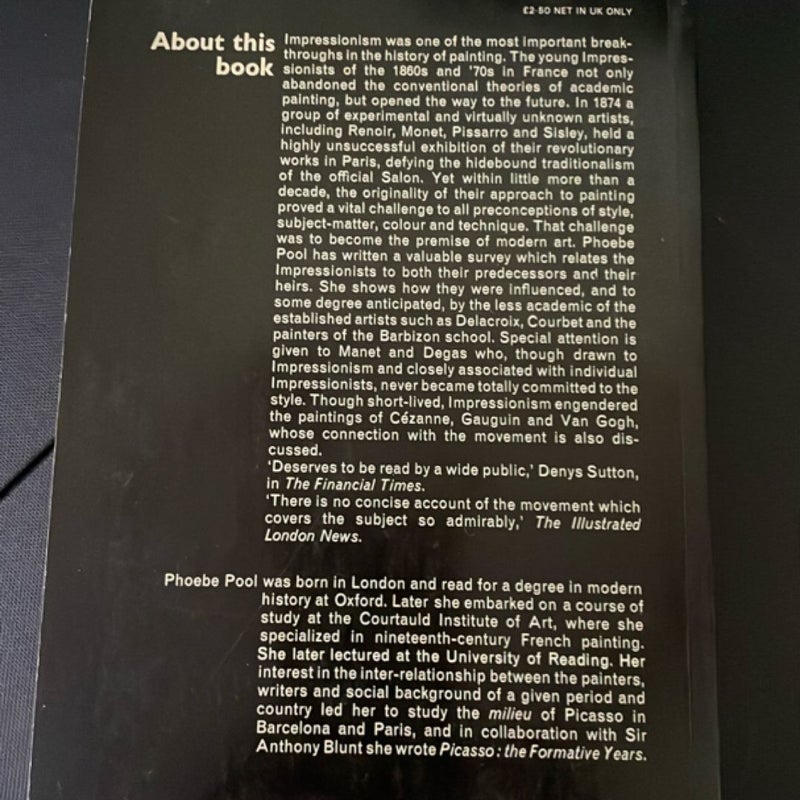 £2·50 NET IN UK ONLY
About this
book
Impressionism was one of the most important break-
throughs in the history of painting. The young Impres-
sionists of the 1860s and '70s in France not only
abandoned the conventional theories of academic
painting, but opened the way to the future. In 1874 a
group of experimental and virtually unknown artists,
including Renoir, Monet, Pissarro and Sisley, held a
highly unsuccessful exhibition of their revolutionary
works in Paris, defying the hidebound traditionalism
of the official Salon. Yet within little more than a
decade, the originality of their approach to painting
proved a vital challenge to all preconceptions of style,
subject-matter, colour and technique. That challenge
was to become the premise of modern art. Phoebe
Pool has written a valuable survey which relates the
Impressionists to both their predecessors and their
heirs. She shows how they were influenced, and to
some degree anticipated, by the less academic of the
established artists such as Delacroix, Courbet and the
painters of the Barbizon school. Special attention is
given to Manet and Degas who, though drawn to
Impressionism and closely associated with individual
Impressionists, never became totally committed to the
style. Though short-lived, Impressionism engendered
the paintings of Cézanne, Gauguin and Van Gogh,
whose connection with the movement is also dis-
cussed.
'Deserves to be read by a wide public,' Denys Sutton,
in The Financial Times.
'There is no concise account of the movement which
covers the subject so admirably,' The Illustrated
London News.
Phoebe Pool was born in London and read for a degree in modern
history at Oxford. Later she embarked on a course of
study at the Courtauld Institute of Art, where she
specialized in nineteenth-century French painting.
She later lectured at the University of Reading. Her
interest in the inter-relationship between the painters,
writers and social background of a given period and
country led her to study the milieu of Picasso in
Barcelona and Paris, and in collaboration with Sir
Anthony Blunt she wrote Picasso: the Formative Years.